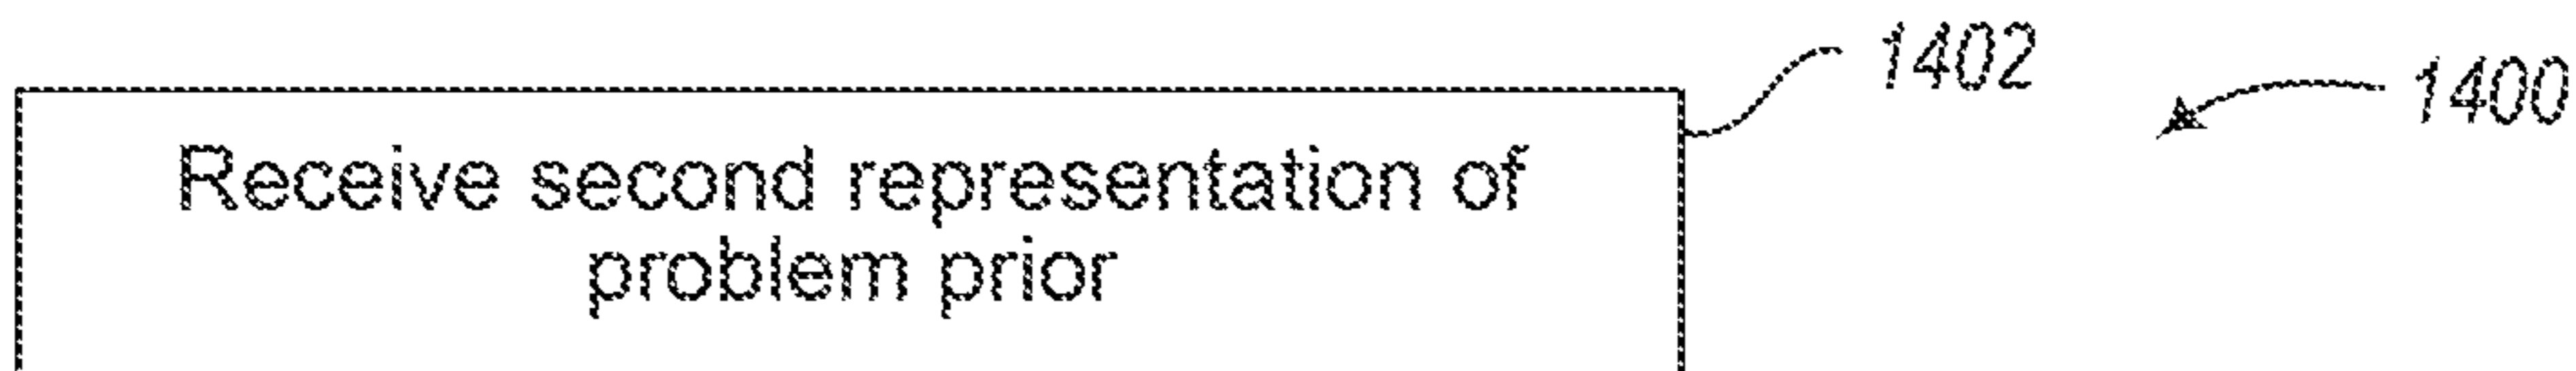 1402
1400
Receive second representation of
problem prior